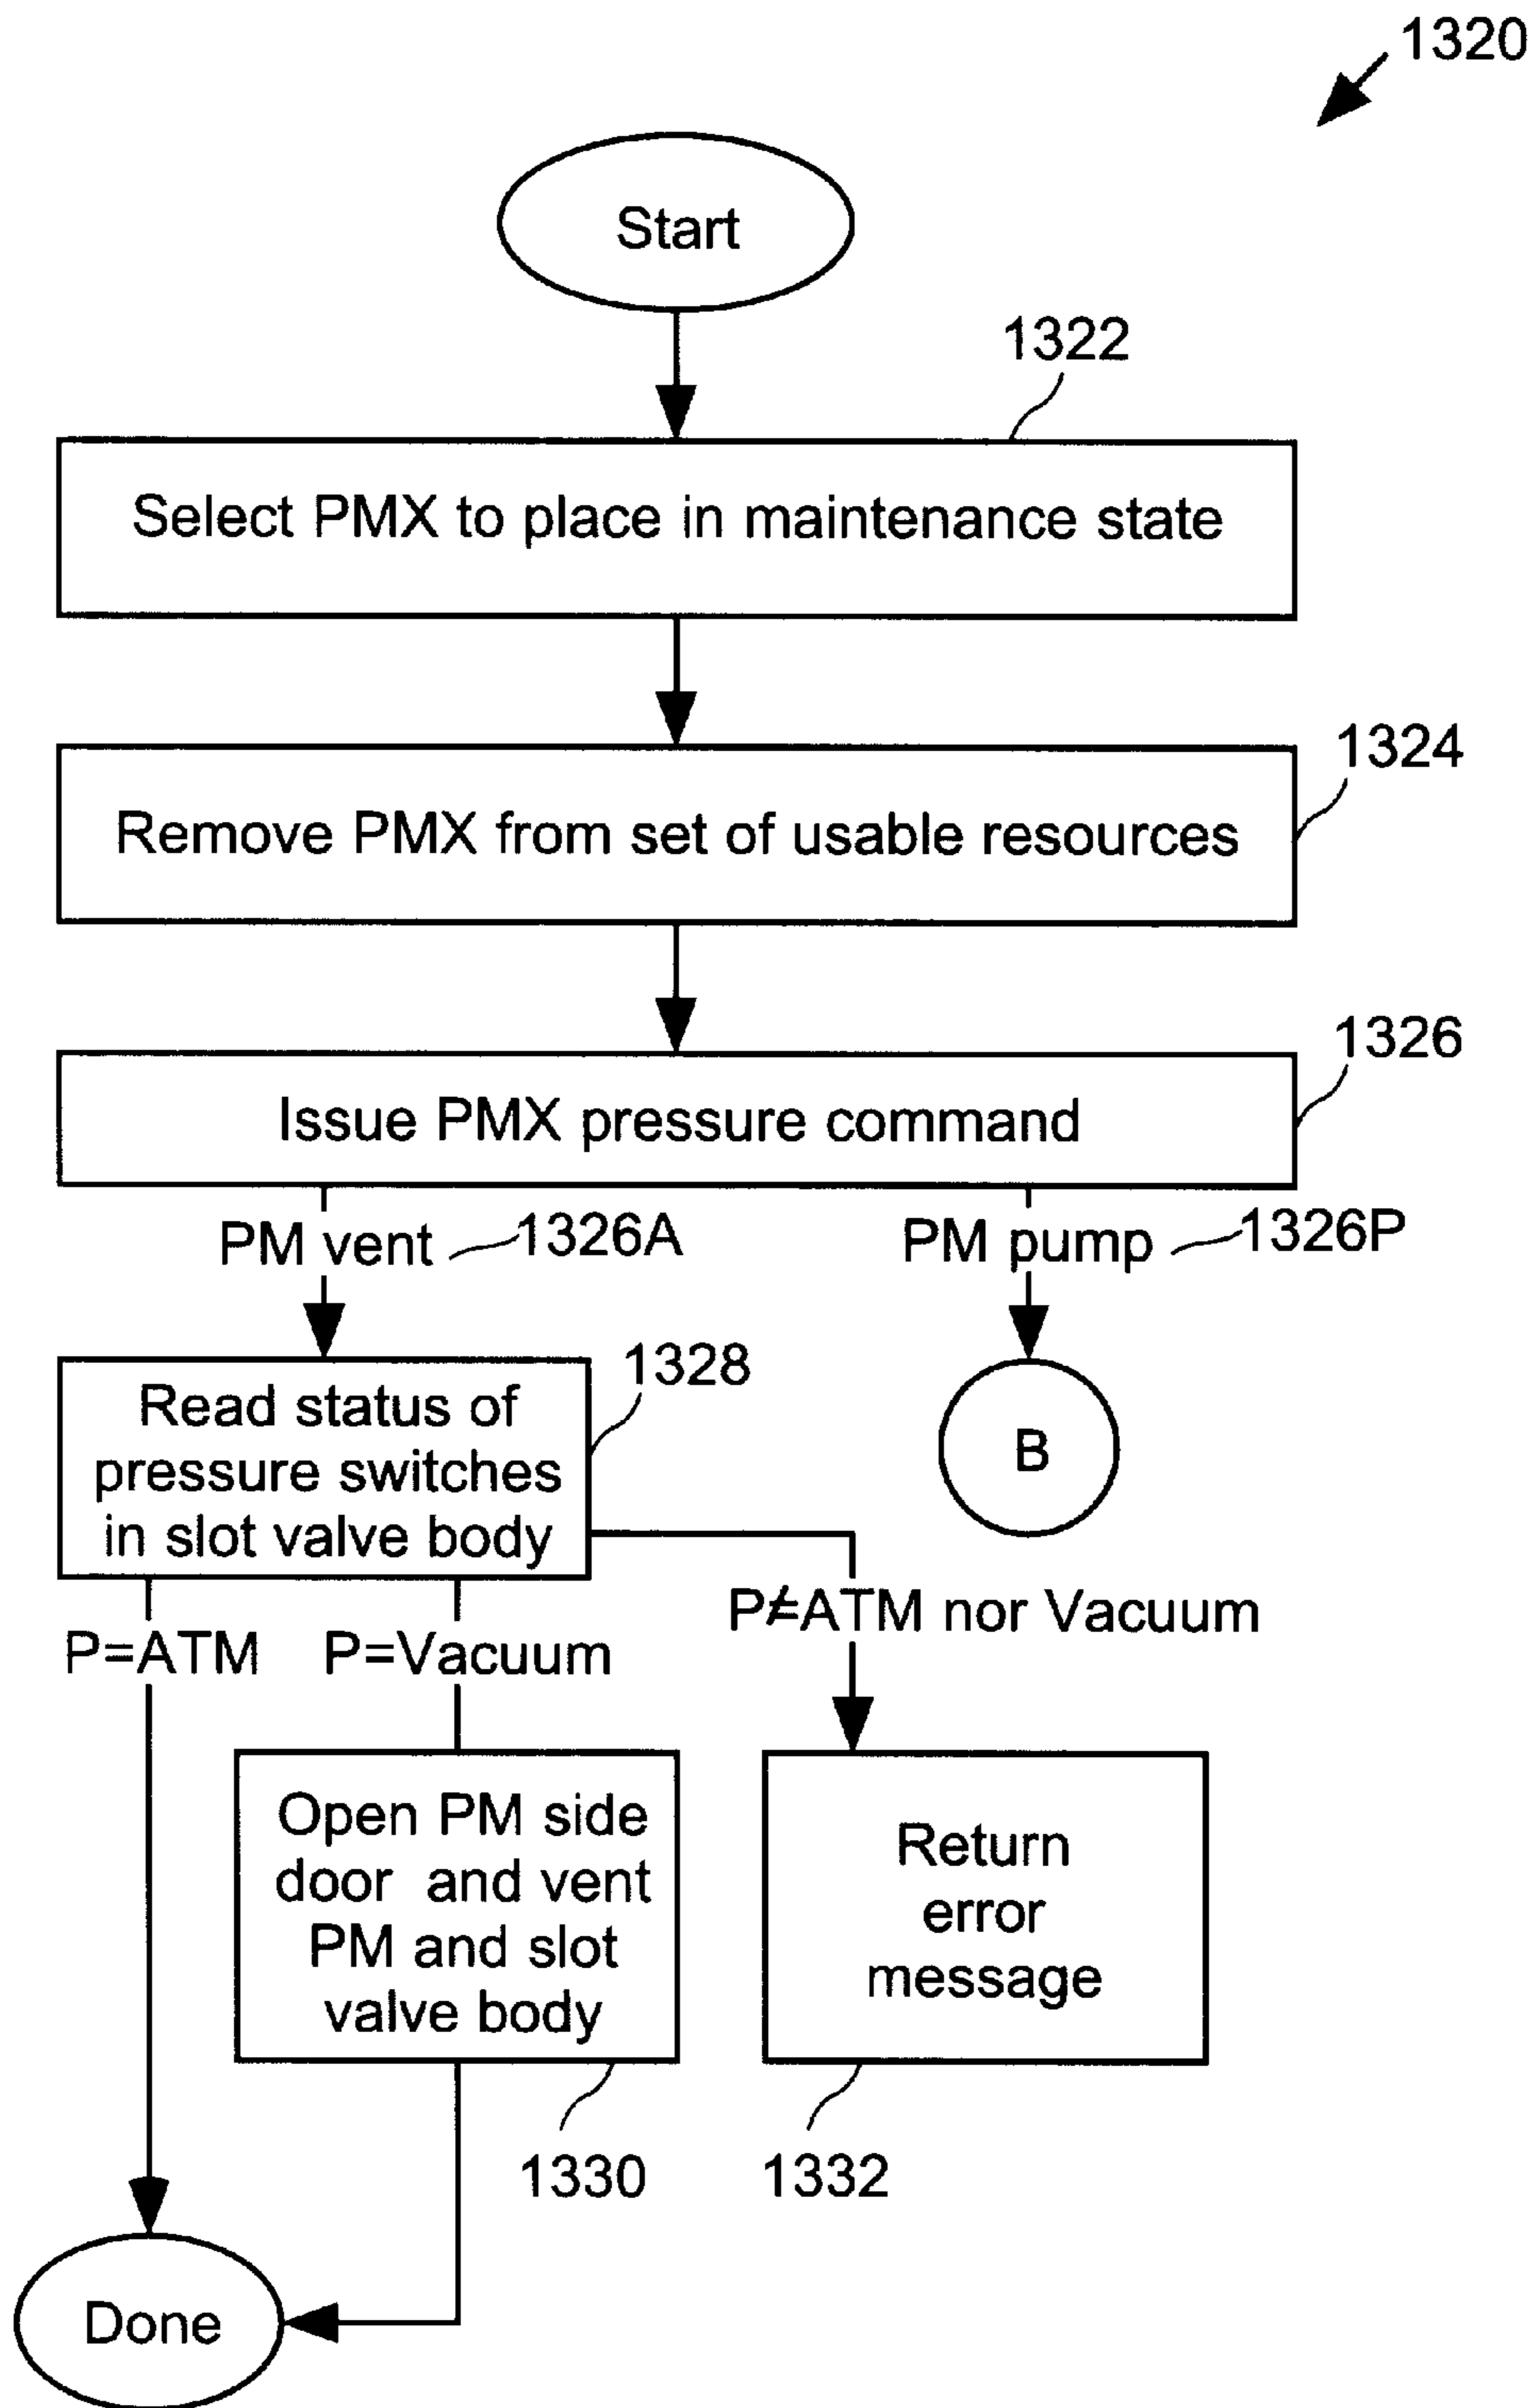 1320
Start
1322
Select PMX to place in maintenance state
1324
Remove PMX from set of usable resources
1326
Issue PMX pressure command
PM vent 1326A
PM pump 1326P
1328
Read status of
pressure switches
in slot valve body
B
P=ATM
P=Vacuum
P≠ATM nor Vacuum
Open PM side
door and vent
PM and slot
valve body
Return
error
message
1330
1332
Done